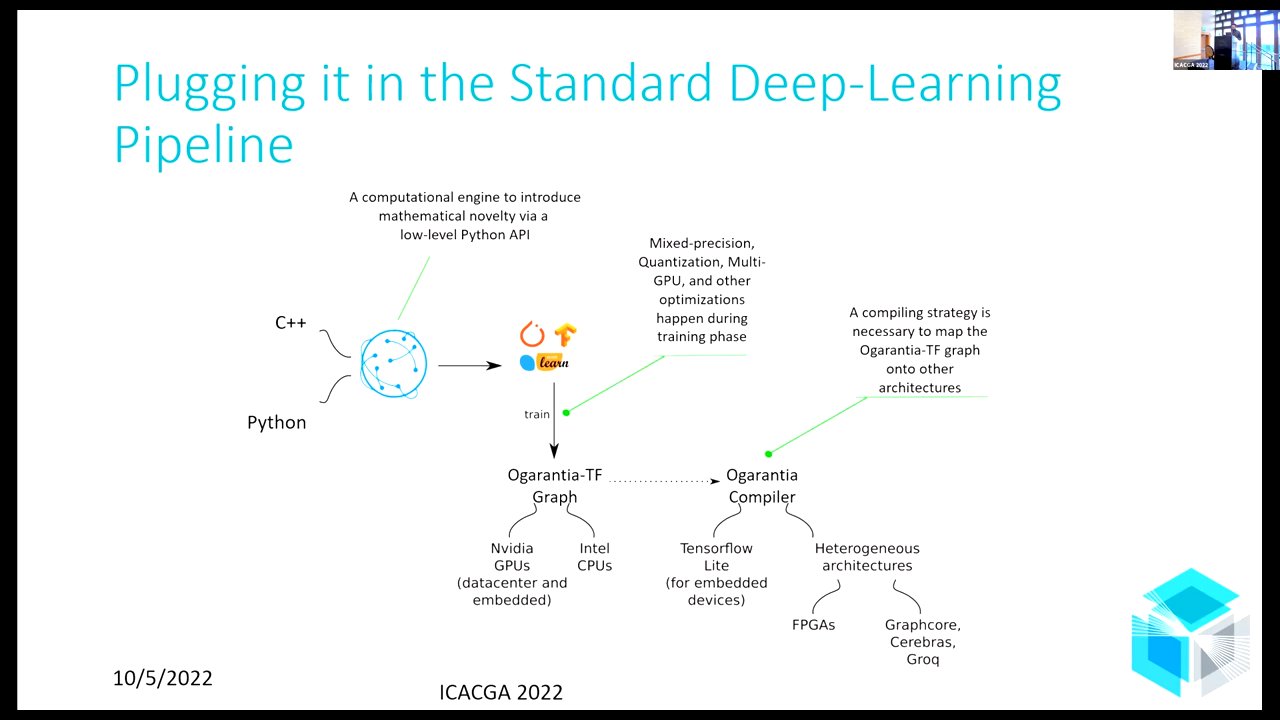 ICACGA 2022
Plugging it in the Standard Deep-Learning
Pipeline
A computational engine to introduce
mathematical novelty via a
low-level Python API
Mixed-precision,
Quantization, Multi-
GPU, and other
optimizations
happen during
training phase
A compiling strategy is
necessary to map the
Ogarantia-TF graph
onto other
architectures
C++
Python
learn
train
Ogarantia-TF
Graph
Ogarantia
Compiler
Nvidia
GPUs
(datacenter and
embedded)
Intel
CPUs
Tensorflow
Lite
(for embedded
devices)
Heterogeneous
architectures
FPGAs
Graphcore,
Cerebras,
Groq
10/5/2022
ICACGA 2022